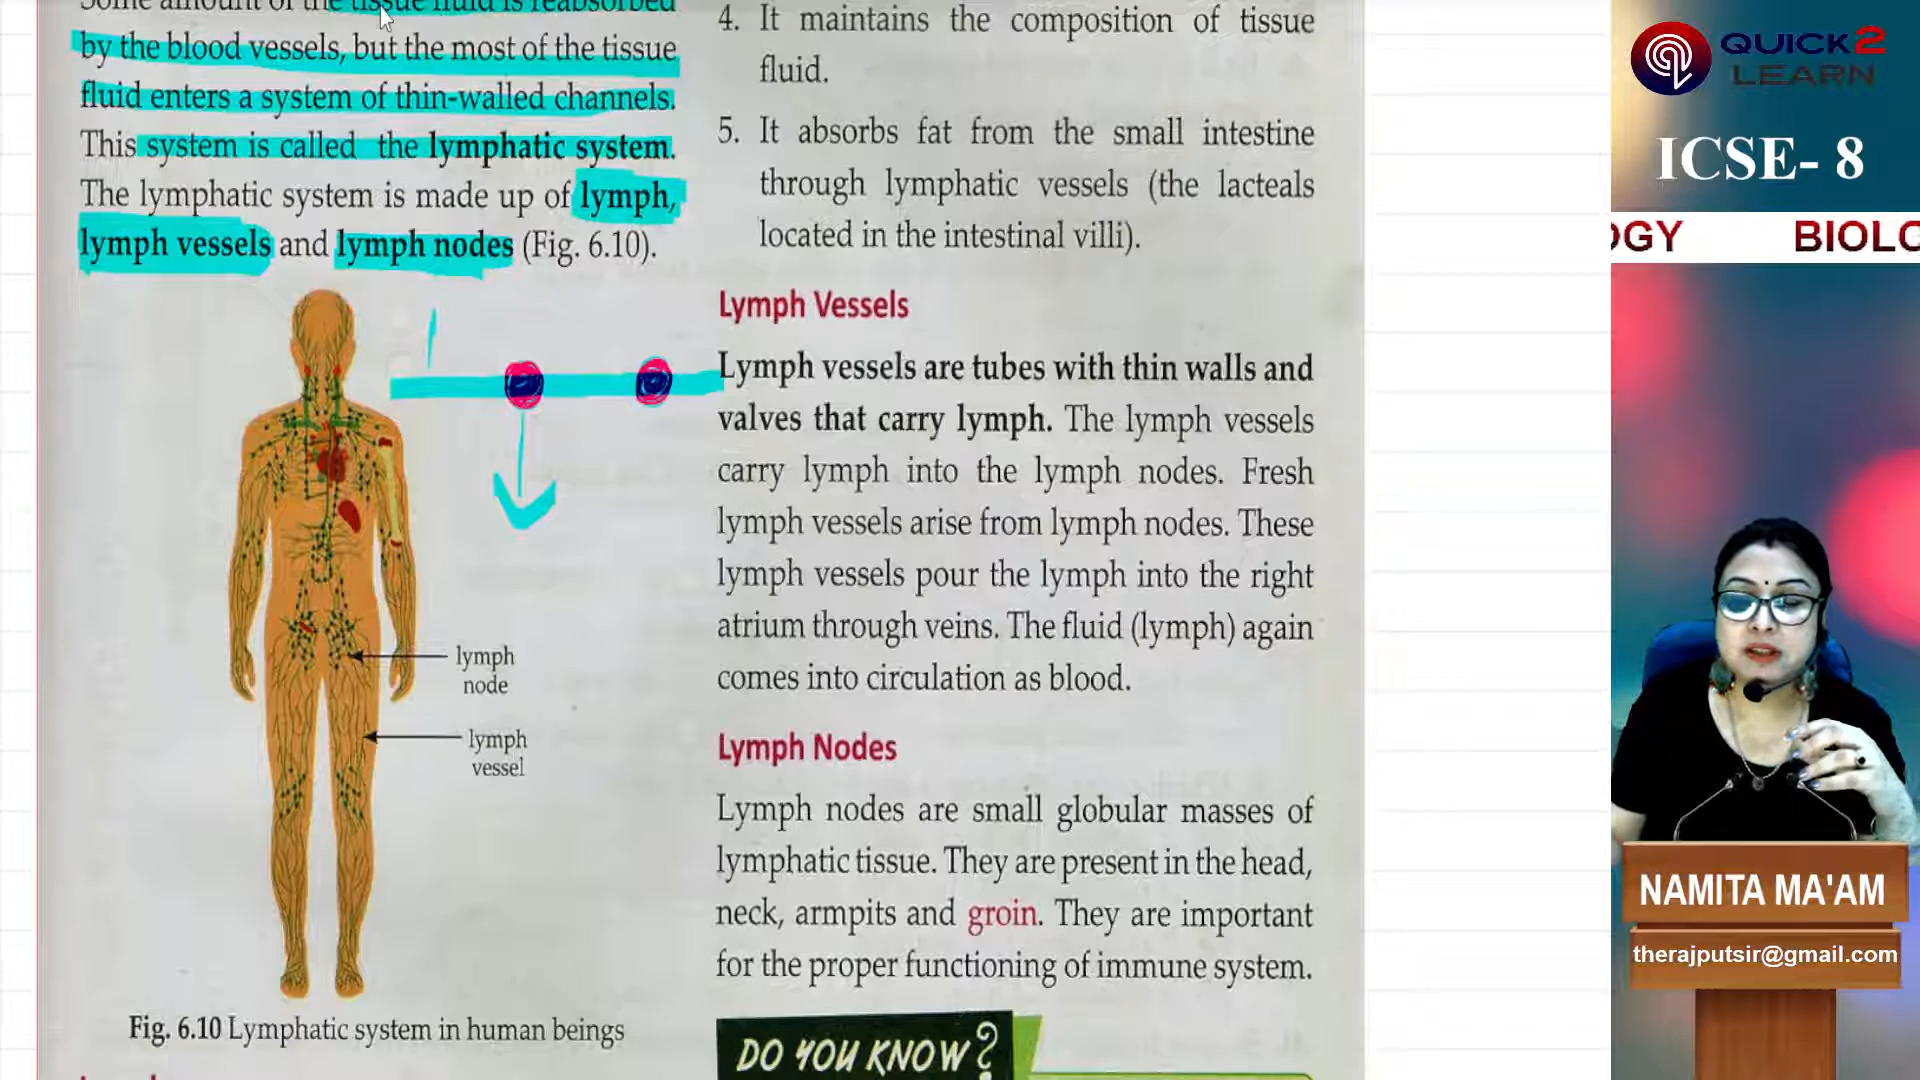 Some amount of the tissue fluid is reabsorbed
by the blood vessels, but the most of the tissue
fluid enters a system of thin-walled channels.
This system is called the lymphatic system.
The lymphatic system is made up of lymph,
lymph vessels and lymph nodes (Fig. 6.10).
lymph
node
lymph
vessel
Fig. 6.10 Lymphatic system in human beings
4. It maintains the composition of tissue
fluid.
5. It absorbs fat from the small intestine
through lymphatic vessels (the lacteals
located in the intestinal villi).
Lymph Vessels
Lymph vessels are tubes with thin walls and
valves that carry lymph. The lymph vessels
carry lymph into the lymph nodes. Fresh
lymph vessels arise from lymph nodes. These
lymph vessels pour the lymph into the right
atrium through veins. The fluid (lymph) again
comes into circulation as blood.
Lymph Nodes
Lymph nodes are small globular masses of
lymphatic tissue. They are present in the head,
neck, armpits and groin. They are important
for the proper functioning of immune system.
DO YOU KNOW?
QUICK2
LEARN
ICSE- 8
OGY BIOLO
NAMITA MA'AM
therajputsir@gmail.com